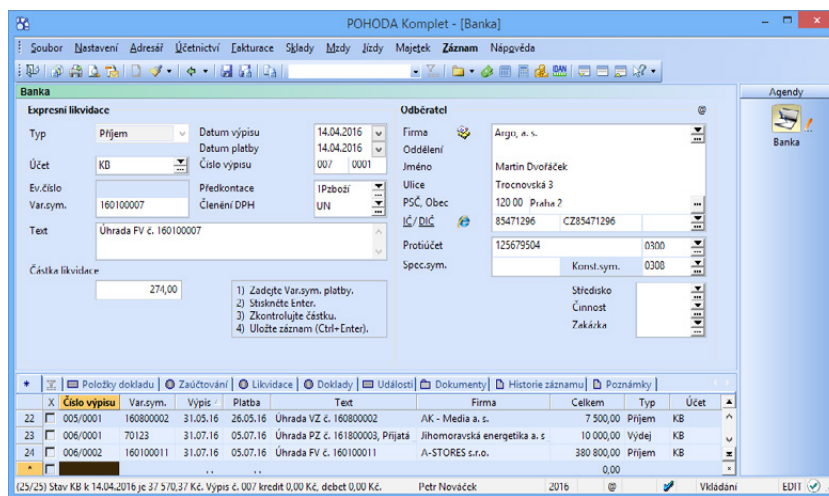 POHODA Komplet - [Banka]
Soubor Nastavení Adresář Účetnictví Fakturace Sklady Mzdy Jízdy Majetek Záznam Nápověda
Banka
Agendy
Banka
Expresní likvidace
Typ Příjem
Datum výpisu 14.04.2016
Datum platby 14.04.2016
Účet KB
Číslo výpisu 007 0001
Ev.číslo
Předkontace 1Pzboží
Var.sym. 160100007
Členění DPH UN
Text Úhrada FV č. 160100007
Částka likvidace
274,00
1) Zadejte Var.sym. platby.
2) Stiskněte Enter.
3) Zkontrolujte částku.
4) Uložte záznam (Ctrl+Enter).
Odběratel @
Firma Argo, a. s.
Oddělení
Jméno Martin Dvořáček
Ulice Trocnovská 3
PSČ, Obec 120 00 Praha 2
IČ/DIČ 85471296 CZ85471296
Protiúčet 125679504 0300
Spec.sym. Konst.sym. 0308
Středisko
Činnost
Zakázka
* Položky dokladu Zaúčtování Likvidace Doklady Události Dokumenty Historie záznamu Poznámky
X Číslo výpisu Var.sym. Výpis Platba Text Firma Celkem Typ Účet
22 005/0001 160800002 31.05.16 26.05.16 Úhrada VZ č. 160800002 AK - Media a. s. 7 500,00 Příjem KB
23 006/0001 70123 31.07.16 05.07.16 Úhrada PZ č. 161800003, Přijatá Jihomoravská energetika a. s 10 000,00 Výdej KB
24 006/0002 160100011 31.07.16 05.07.16 Úhrada FV č. 160100011 A-STORES s.r.o. 380 800,00 Příjem KB
* . . . . 0,00
(25/25) Stav KB k 14.04.2016 je 37 570,37 Kč. Výpis č. 007 kredit 0,00 Kč, debet 0,00 Kč. Petr Nováček 2016 @ Vkládání EDIT